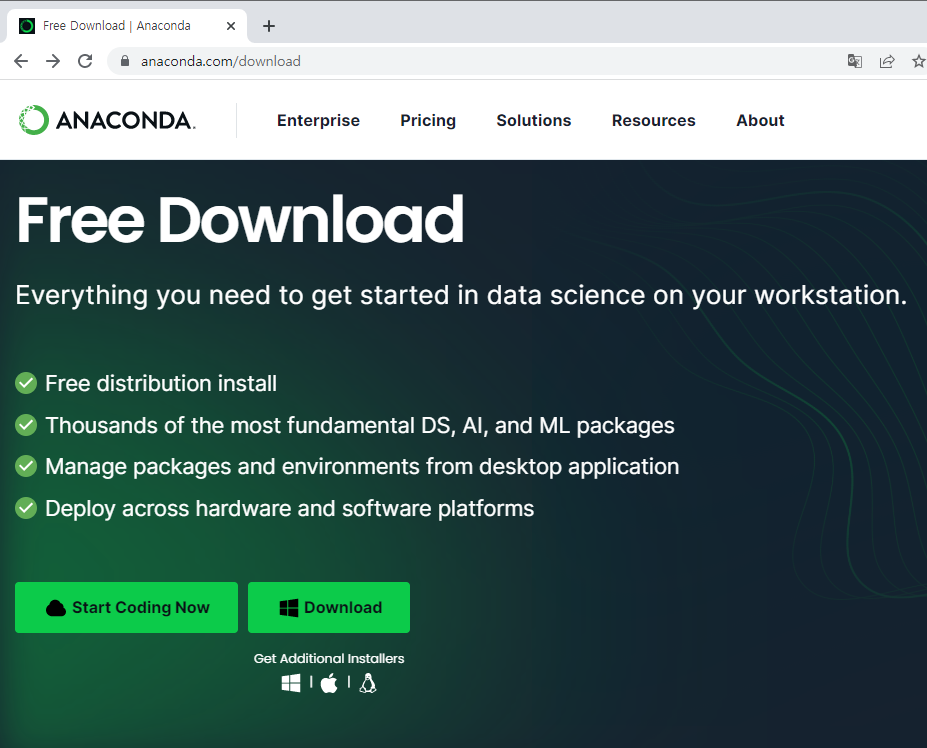 Free Download | Anaconda
anaconda.com/download
ANACONDA.
Enterprise Pricing Solutions Resources About
Free Download
Everything you need to get started in data science on your workstation.
Free distribution install
Thousands of the most fundamental DS, AI, and ML packages
Manage packages and environments from desktop application
Deploy across hardware and software platforms
Start Coding Now Download
Get Additional Installers
| |